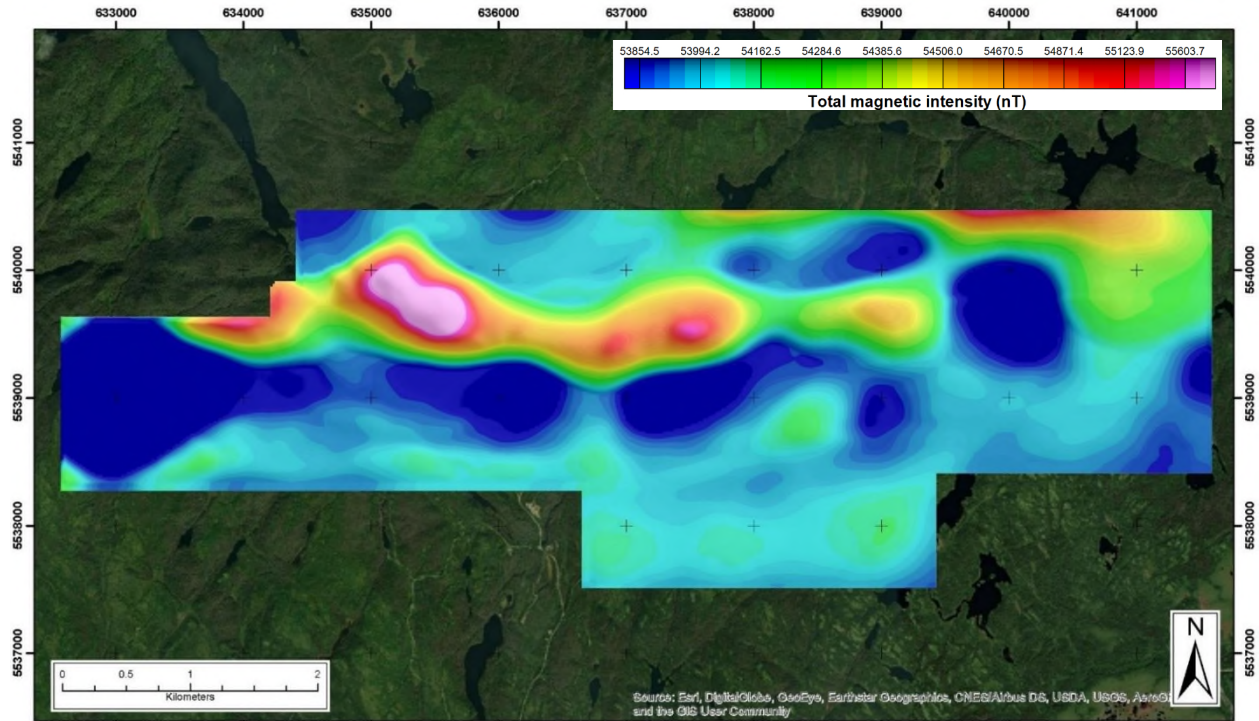 633000 634000 635000 636000 637000 638000 639000 640000 641000
53854.5 53994.2 54162.5 54284.6 54385.6 54506.0 54670.5 54871.4 55123.9 55603.7
Total magnetic intensity (nT)
5541000 5541000
5540000 5540000
5539000 5539000
5538000 5538000
5537000 5537000
N
0 0.5 1 2
Kilometers
Source: Esri, DigitalGlobe, GeoEye, Earthstar Geographics, CNES/Airbus DS, USDA, USGS, AeroG
and the GIS User Community